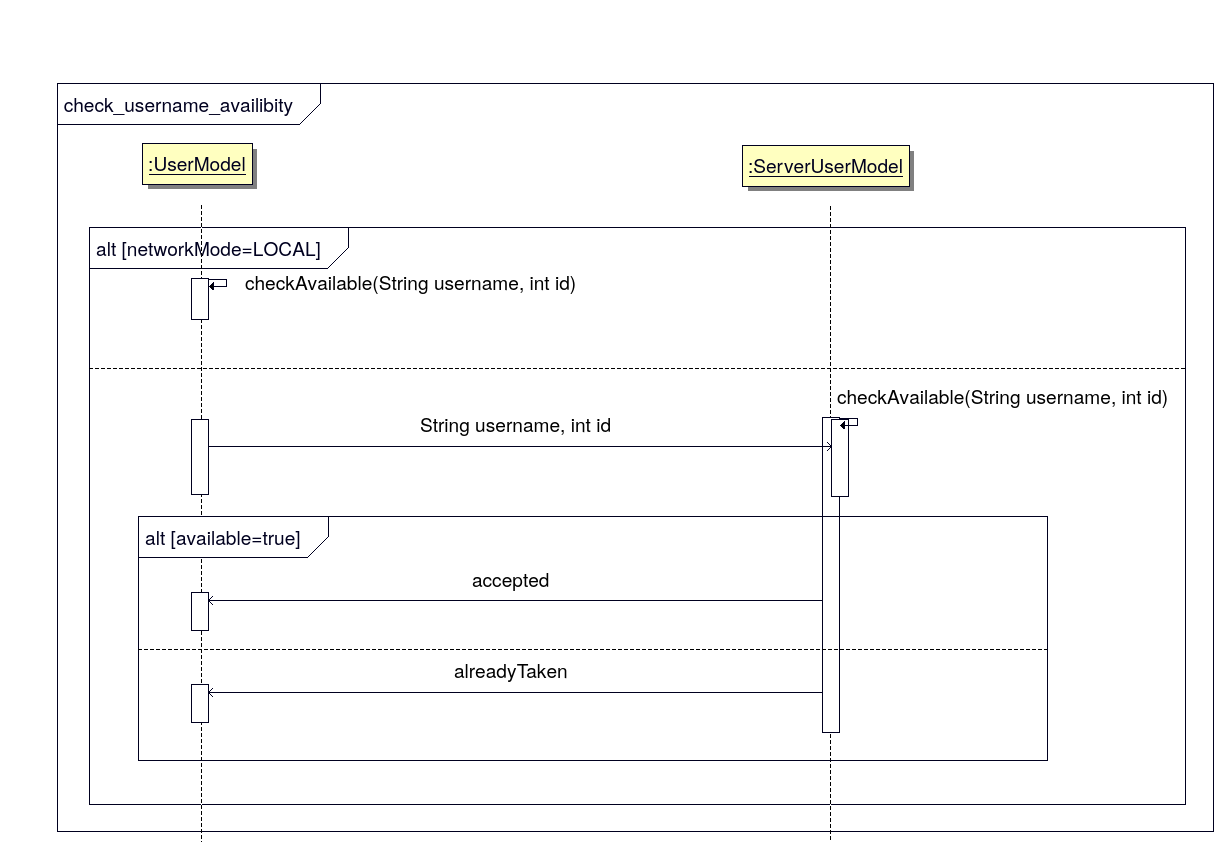 check_username_availibity
:UserModel
:ServerUserModel
alt [networkMode=LOCAL]
checkAvailable(String username, int id)
checkAvailable(String username, int id)
String username, int id
alt [available=true]
accepted
alreadyTaken